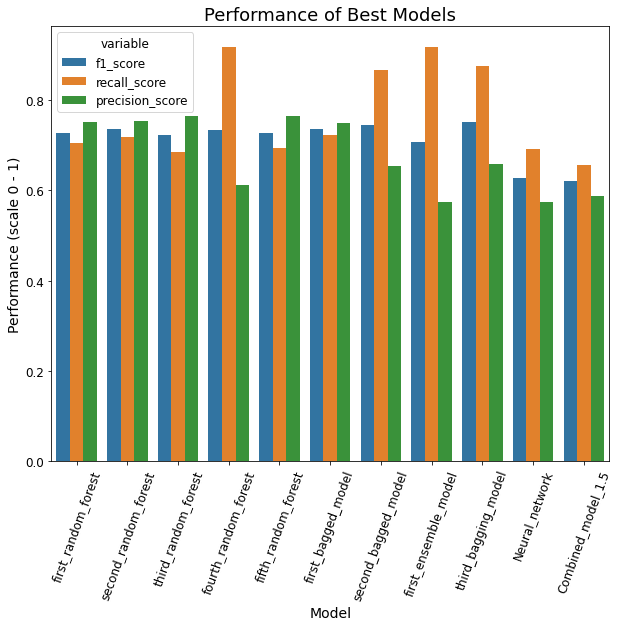 Performance of Best Models
variable
f1_score
recall_score
precision_score
Performance (scale 0 - 1)
0.8
0.6
0.4
0.2
0.0
first_random_forest
second_random_forest
third_random_forest
fourth_random_forest
fifth_random_forest
first_bagged_model
second_bagged_model
first_ensemble_model
third_bagging_model
Neural_network
Combined_model_1.5
Model